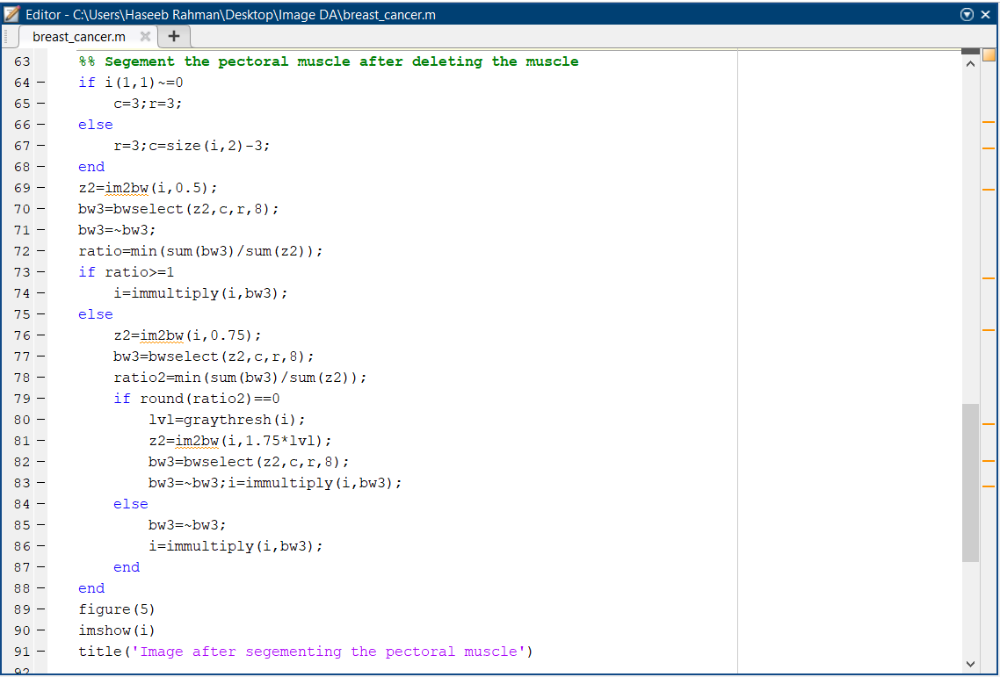 Editor - C:\Users\Haseeb Rahman\Desktop\Image DA\breast_cancer.m
breast_cancer.m
63 %% Segement the pectoral muscle after deleting the muscle
64 – if i(1,1)~=0
65 – c=3;r=3;
66 – else
67 – r=3;c=size(i,2)-3;
68 – end
69 – z2=im2bw(i,0.5);
70 – bw3=bwselect(z2,c,r,8);
71 – bw3=~bw3;
72 – ratio=min(sum(bw3)/sum(z2));
73 – if ratio>=1
74 – i=immultiply(i,bw3);
75 – else
76 – z2=im2bw(i,0.75);
77 – bw3=bwselect(z2,c,r,8);
78 – ratio2=min(sum(bw3)/sum(z2));
79 – if round(ratio2)==0
80 – lvl=graythresh(i);
81 – z2=im2bw(i,1.75*lvl);
82 – bw3=bwselect(z2,c,r,8);
83 – bw3=~bw3;i=immultiply(i,bw3);
84 – else
85 – bw3=~bw3;
86 – i=immultiply(i,bw3);
87 – end
88 – end
89 – figure(5)
90 – imshow(i)
91 – title('Image after segementing the pectoral muscle')
92